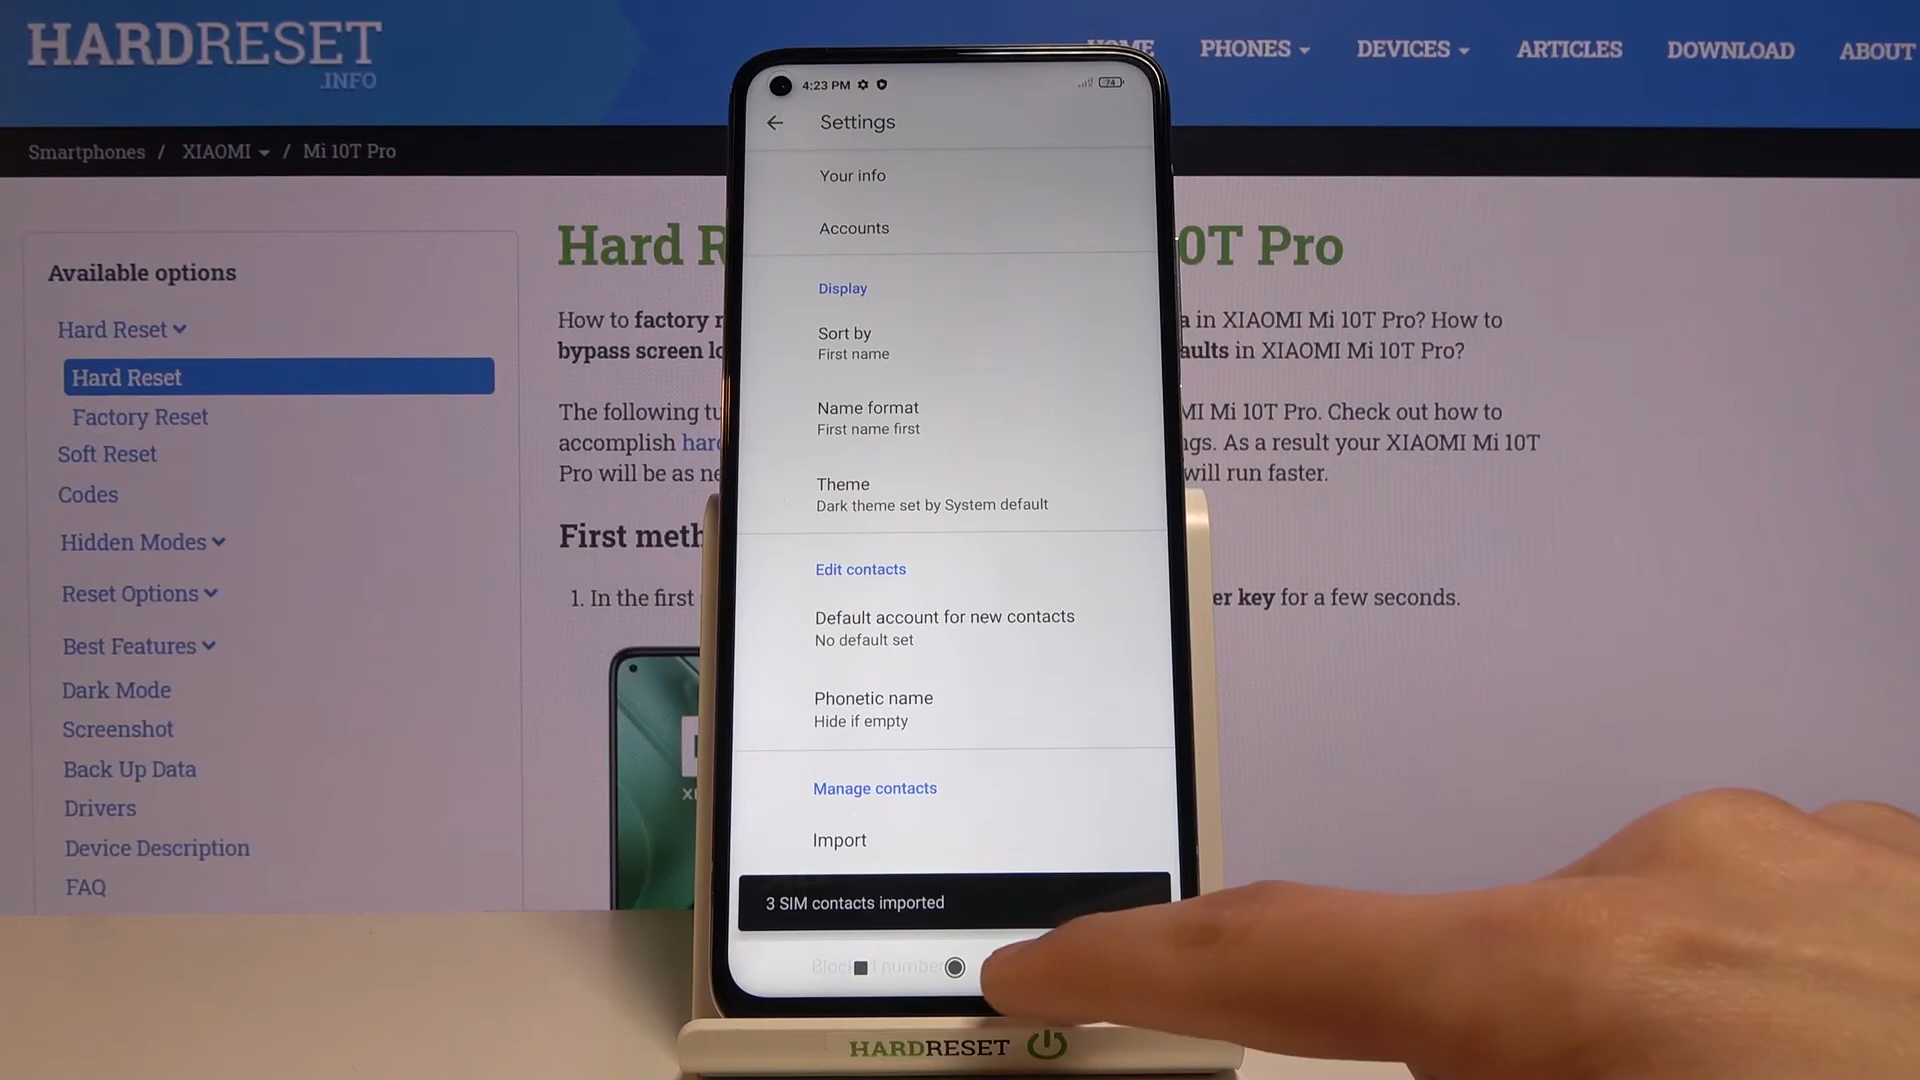 HARDRESET
.INFO
HOME
PHONES
DEVICES
ARTICLES
DOWNLOAD
ABOUT
Smartphones / XIAOMI / Mi 10T Pro
Available options
Hard Reset
Hard Reset
Factory Reset
Soft Reset
Codes
Hidden Modes
Reset Options
Best Features
Dark Mode
Screenshot
Back Up Data
Drivers
Device Description
FAQ
Hard R 0T Pro
How to factory r a in XIAOMI Mi 10T Pro? How to
bypass screen lo aults in XIAOMI Mi 10T Pro?
The following tu MI Mi 10T Pro. Check out how to
accomplish hard ngs. As a result your XIAOMI Mi 10T
Pro will be as ne will run faster.
First meth
1. In the first er key for a few seconds.
4:23 PM
74
Settings
Your info
Accounts
Display
Sort by
First name
Name format
First name first
Theme
Dark theme set by System default
Edit contacts
Default account for new contacts
No default set
Phonetic name
Hide if empty
Manage contacts
Import
3 SIM contacts imported
HARDRESET